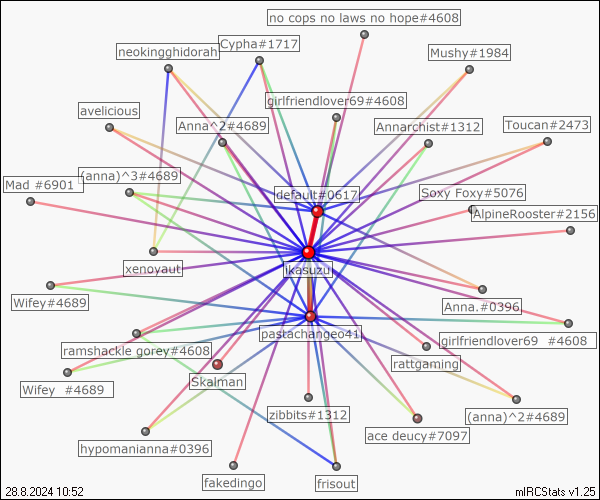 no cops no laws no hope#4608
Cypha#1717
neokingghidorah
Mushy#1984
girlfriendlover69#4608
avelicious
Anna^2#4689
Annarchist#1312
Toucan#2473
(anna)^3#4689
Mad #6901
default#0617
Soxy Foxy#5076
AlpineRooster#2156
xenoyaut
ikasuzu
Wifey#4689
Anna.#0396
pastachangeo41
girlfriendlover69  #4608
ramshackle gorey#4608
rattgaming
Skalman
Wifey  #4689
zibbits#1312
(anna)^2#4689
ace deucy#7097
hypomanianna#0396
fakedingo
frisout
28.8.2024 10:52
mIRCStats v1.25